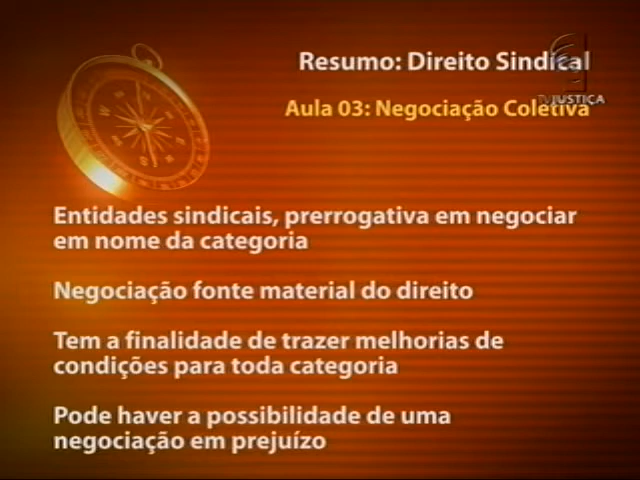 Resumo: Direito Sindical
TV JUSTIÇA
Aula 03: Negociação Coletiva
Entidades sindicais, prerrogativa em negociar
em nome da categoria
Negociação fonte material do direito
Tem a finalidade de trazer melhorias de
condições para toda categoria
Pode haver a possibilidade de uma
negociação em prejuízo